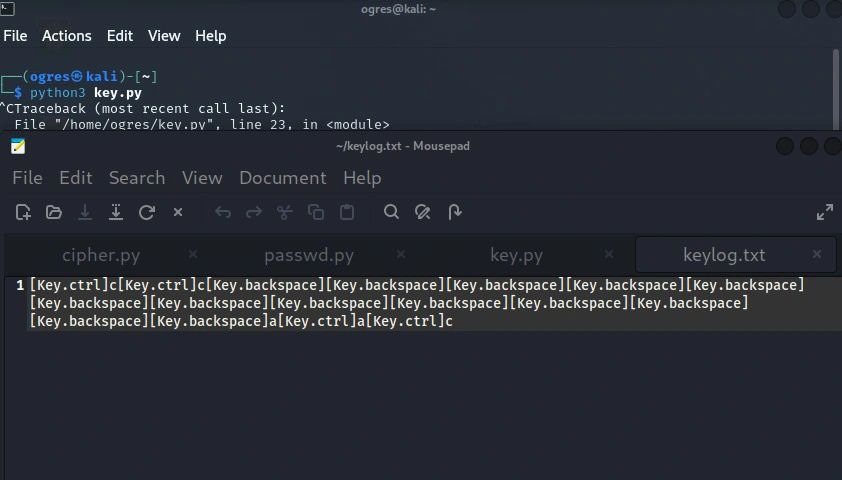 ogres@kali: ~
File Actions Edit View Help
┌──(ogres㉿kali)-[~]
└─$ python3 key.py
^CTraceback (most recent call last):
File "/home/ogres/key.py", line 23, in <module>
~/keylog.txt - Mousepad
File Edit Search View Document Help
cipher.py × passwd.py × key.py × keylog.txt ×
1 [Key.ctrl]c[Key.ctrl]c[Key.backspace][Key.backspace][Key.backspace][Key.backspace][Key.backspace]
[Key.backspace][Key.backspace][Key.backspace][Key.backspace][Key.backspace][Key.backspace]
[Key.backspace][Key.backspace]a[Key.ctrl]a[Key.ctrl]c